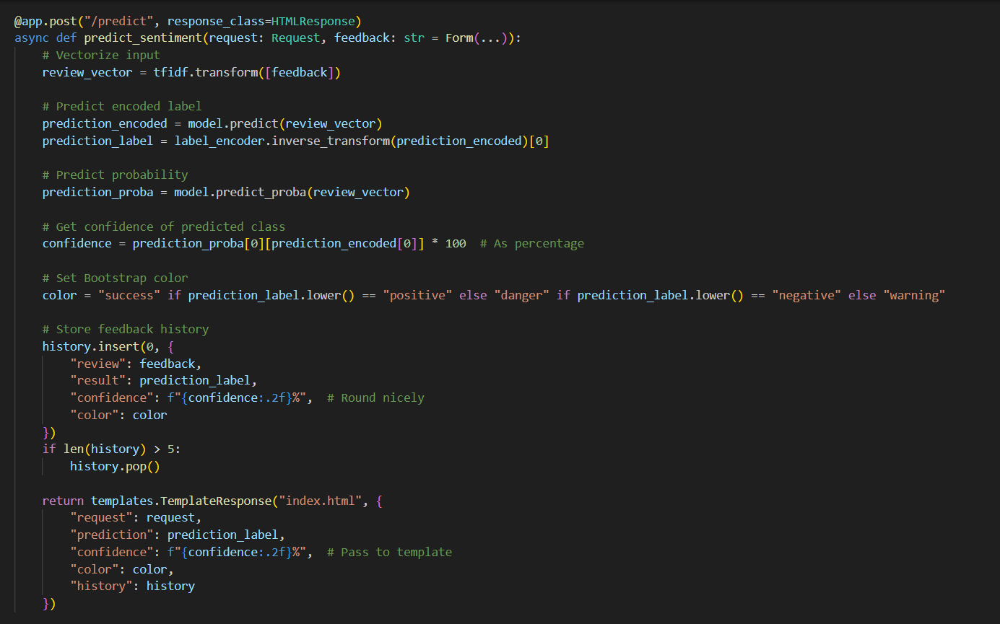 @app.post("/predict", response_class=HTMLResponse)
async def predict_sentiment(request: Request, feedback: str = Form(...)):
    # Vectorize input
    review_vector = tfidf.transform([feedback])

    # Predict encoded label
    prediction_encoded = model.predict(review_vector)
    prediction_label = label_encoder.inverse_transform(prediction_encoded)[0]

    # Predict probability
    prediction_proba = model.predict_proba(review_vector)

    # Get confidence of predicted class
    confidence = prediction_proba[0][prediction_encoded[0]] * 100  # As percentage

    # Set Bootstrap color
    color = "success" if prediction_label.lower() == "positive" else "danger" if prediction_label.lower() == "negative" else "warning"

    # Store feedback history
    history.insert(0, {
        "review": feedback,
        "result": prediction_label,
        "confidence": f"{confidence:.2f}%",  # Round nicely
        "color": color
    })
    if len(history) > 5:
        history.pop()

    return templates.TemplateResponse("index.html", {
        "request": request,
        "prediction": prediction_label,
        "confidence": f"{confidence:.2f}%",  # Pass to template
        "color": color,
        "history": history
    })